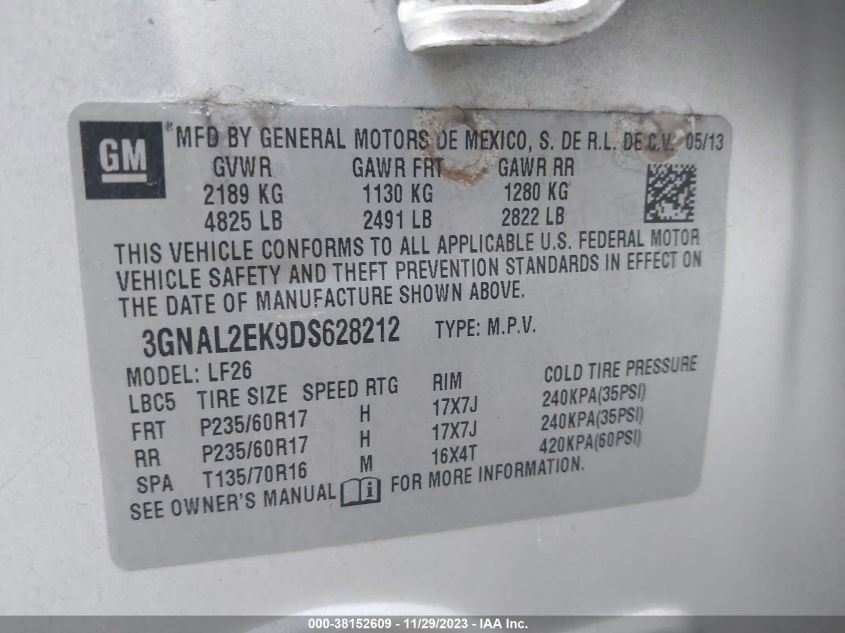 GM
® MFD BY GENERAL MOTORS DE MEXICO, S. DE R.L. DE C.V. 05/13
GVWR GAWR FRT GAWR RR
2189 KG 1130 KG 1280 KG
4825 LB 2491 LB 2822 LB
THIS VEHICLE CONFORMS TO ALL APPLICABLE U.S. FEDERAL MOTOR
VEHICLE SAFETY AND THEFT PREVENTION STANDARDS IN EFFECT ON
THE DATE OF MANUFACTURE SHOWN ABOVE.
3GNAL2EK9DS628212 TYPE: M.P.V.
MODEL: LF26
LBC5 TIRE SIZE SPEED RTG RIM COLD TIRE PRESSURE
FRT P235/60R17 H 17X7J 240KPA(35PSI)
RR P235/60R17 H 17X7J 240KPA(35PSI)
SPA T135/70R16 M 16X4T 420KPA(60PSI)
SEE OWNER'S MANUAL i FOR MORE INFORMATION.
000-38152609 - 11/29/2023 - IAA Inc.